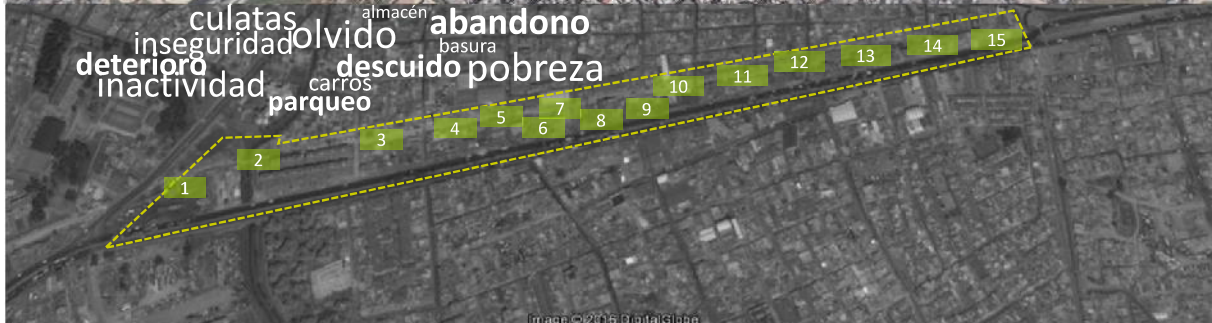 almacén
culatas
abandono
olvido
inseguridad
basura
deterioro
descuido
pobreza
inactividad
carros
parqueo
1
2
3
4
5
6
7
8
9
10
11
12
13
14
15
Image © 2016 DigitalGlobe